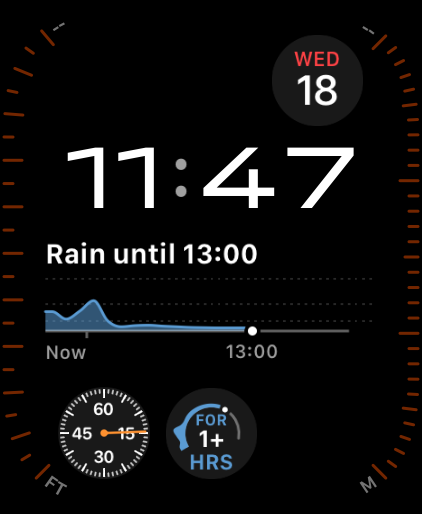 --
--
WED
18
11:47
Rain until 13:00
Now 13:00
60
45 15
30
FOR
1+
HRS
FT M